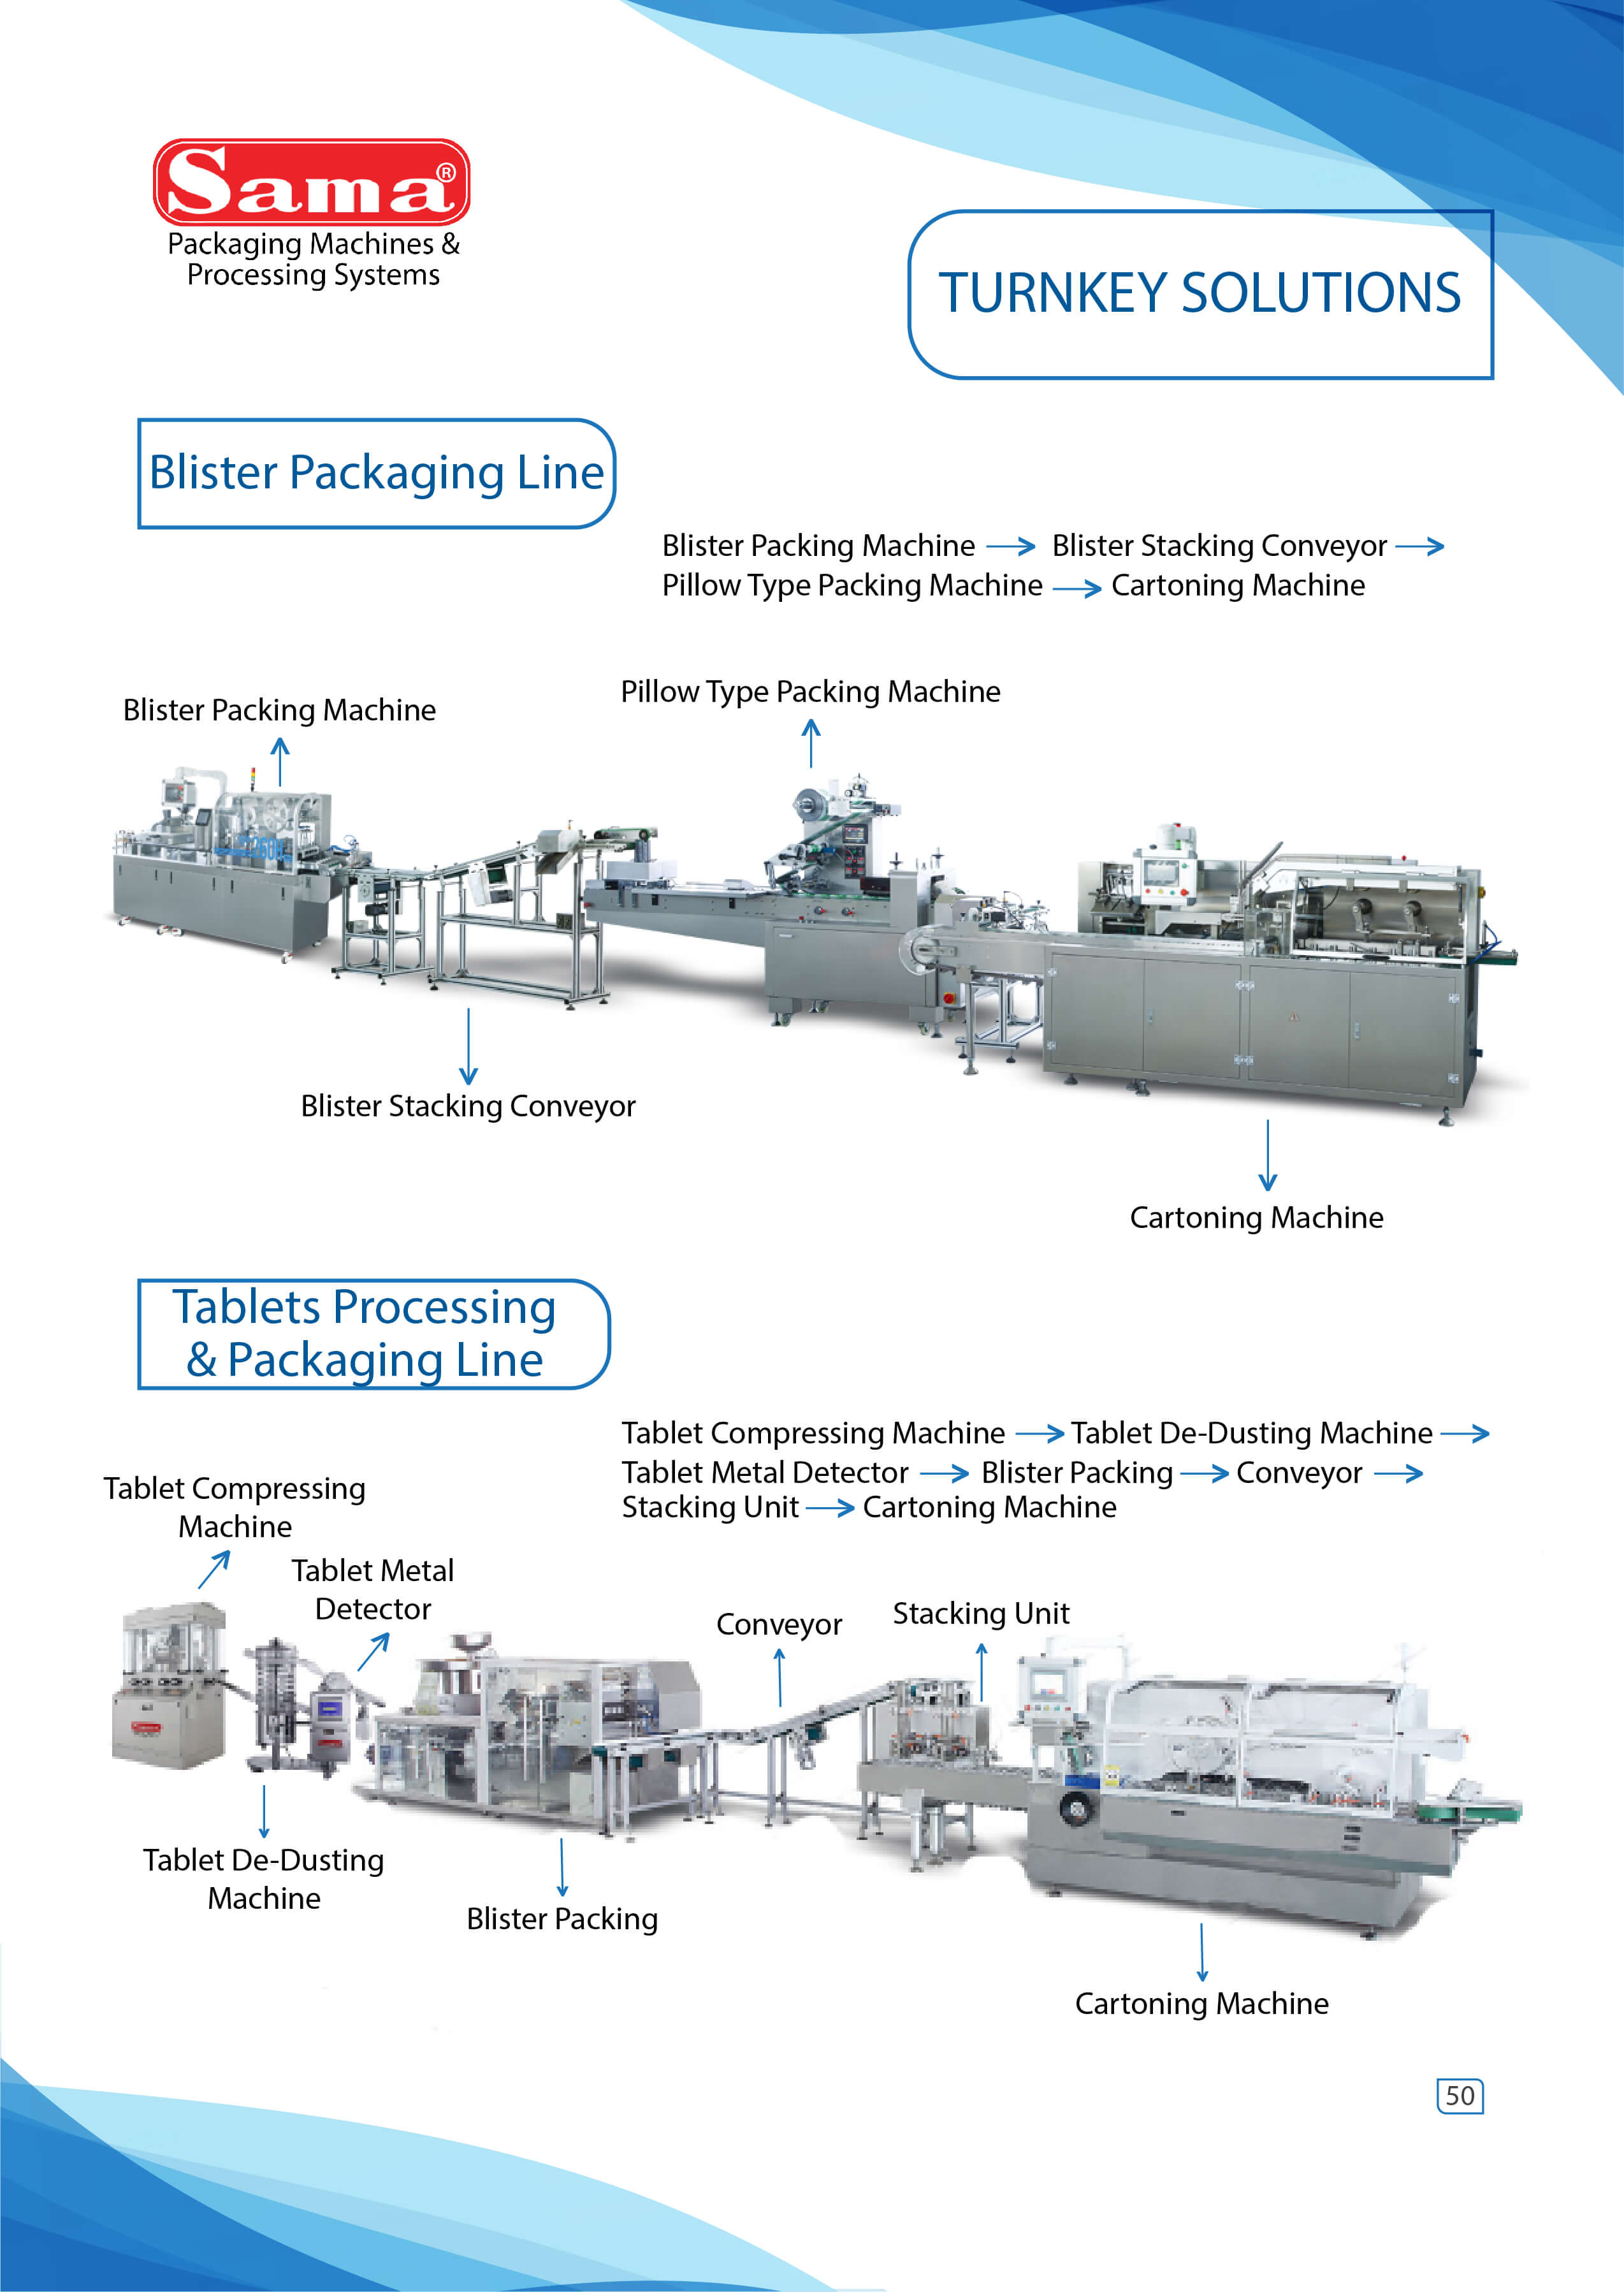 Sama®
Packaging Machines &
Processing Systems
TURNKEY SOLUTIONS
Blister Packaging Line
Blister Packing Machine → Blister Stacking Conveyor →
Pillow Type Packing Machine → Cartoning Machine
Pillow Type Packing Machine
Blister Packing Machine
Blister Stacking Conveyor
Cartoning Machine
Tablets Processing
& Packaging Line
Tablet Compressing Machine → Tablet De-Dusting Machine →
Tablet Metal Detector → Blister Packing → Conveyor →
Stacking Unit → Cartoning Machine
Tablet Compressing
Machine
Tablet Metal
Detector
Conveyor
Stacking Unit
Tablet De-Dusting
Machine
Blister Packing
Cartoning Machine
50